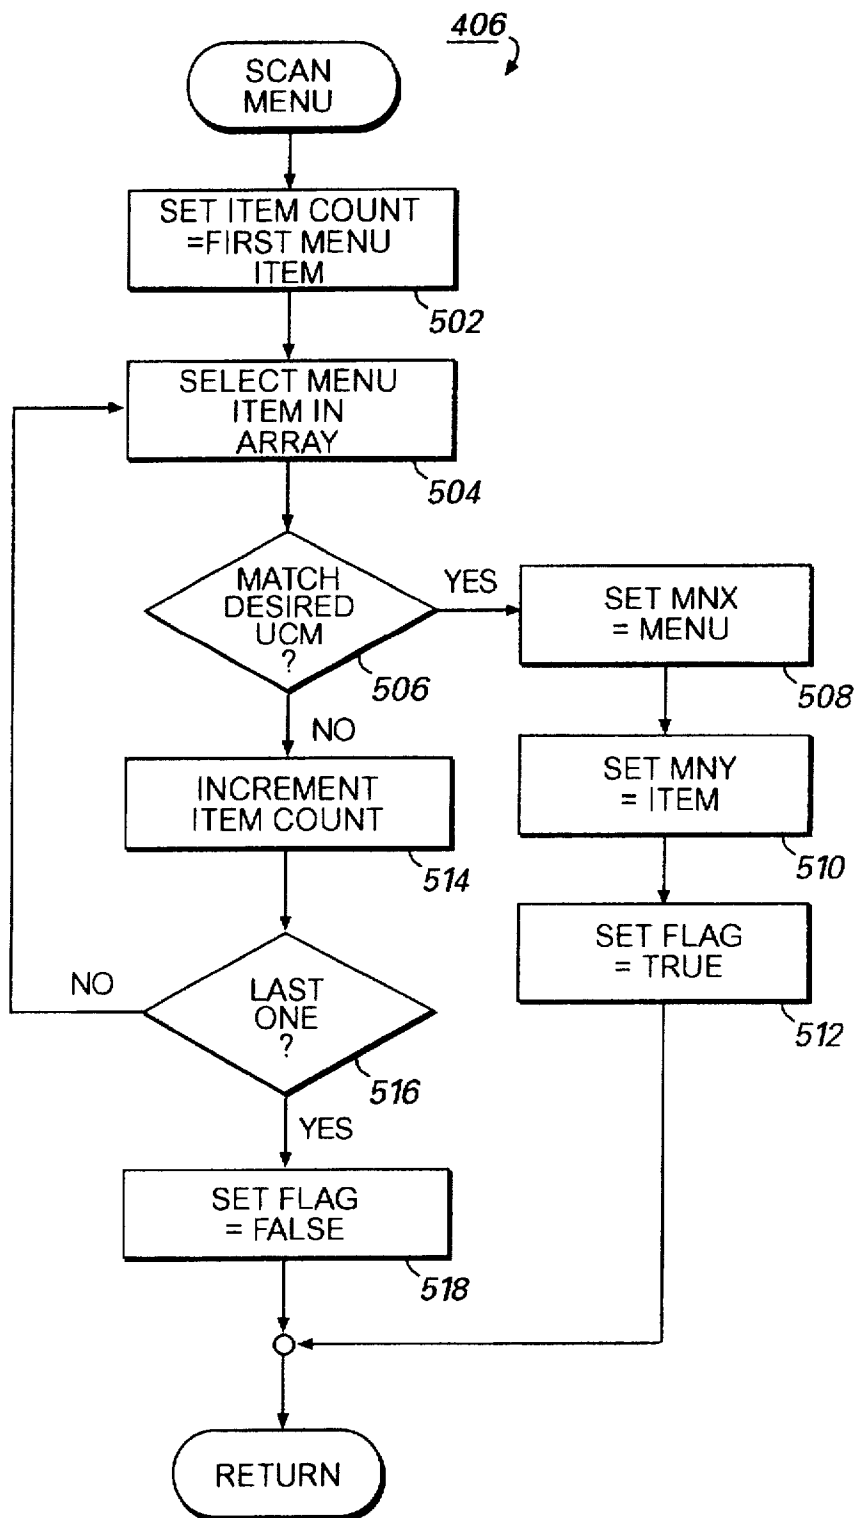 406
SCAN
MENU
SET ITEM COUNT
=FIRST MENU
ITEM
502
SELECT MENU
ITEM IN
ARRAY
504
MATCH
DESIRED
UCM
?
506
YES
SET MNX
= MENU
508
NO
SET MNY
= ITEM
510
INCREMENT
ITEM COUNT
514
SET FLAG
= TRUE
512
NO
LAST
ONE
?
516
YES
SET FLAG
= FALSE
518
RETURN